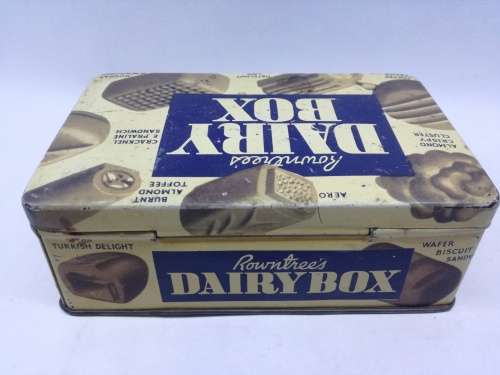 Rowntree's
DAIRY
BOX
ALMOND
CRISPY
CLUSTER
AERO
BURNT
ALMOND
TOFFEE
CRACKNEL
& PRALINE
SANDWICH
TURKISH DELIGHT
Rowntree's
DAIRY BOX
WAFER
BISCUIT